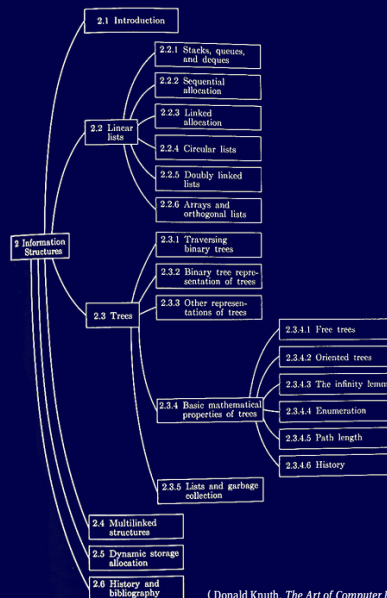 2.1 Introduction
2.2.1 Stacks, queues,
and deques
2.2.2 Sequential
allocation
2.2.3 Linked
allocation
2.2 Linear
lists
2.2.4 Circular lists
2.2.5 Doubly linked
lists
2.2.6 Arrays and
orthogonal lists
2 Information
Structures
2.3.1 Traversing
binary trees
2.3.2 Binary tree repre-
sentation of trees
2.3.3 Other represen-
tations of trees
2.3 Trees
2.3.4.1 Free trees
2.3.4.2 Oriented trees
2.3.4.3 The infinity lemm
2.3.4 Basic mathematical
properties of trees
2.3.4.4 Enumeration
2.3.4.5 Path length
2.3.4.6 History
2.3.5 Lists and garbage
collection
2.4 Multilinked
structures
2.5 Dynamic storage
allocation
2.6 History and
bibliography
( Donald Knuth, The Art of Computer